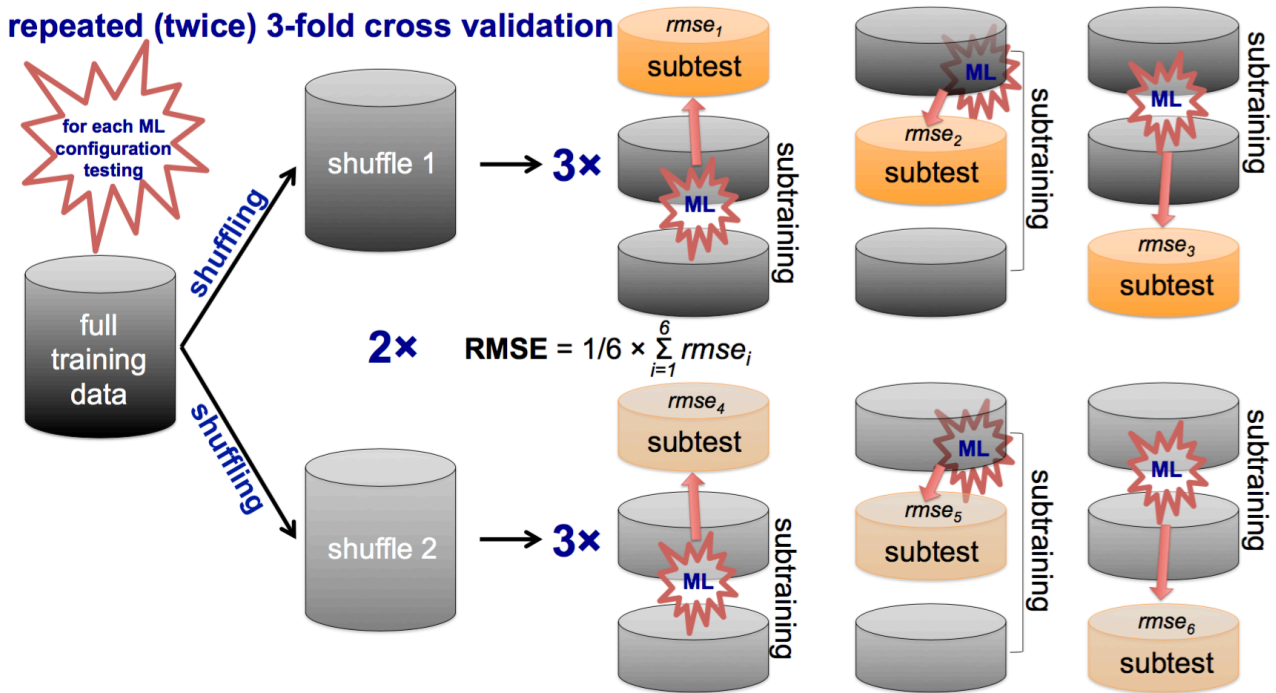 repeated (twice) 3-fold cross validation
for each ML
configuration
testing
full
training
data
shuffling
shuffling
shuffle 1
3×
rmse₁
subtest
ML
subtraining
rmse₂
subtest
ML
subtraining
ML
subtraining
rmse₃
subtest
2×
RMSE = 1/6 × Σ rmseᵢ
6
i=1
shuffle 2
3×
rmse₄
subtest
ML
subtraining
ML
rmse₅
subtest
subtraining
ML
subtraining
rmse₆
subtest